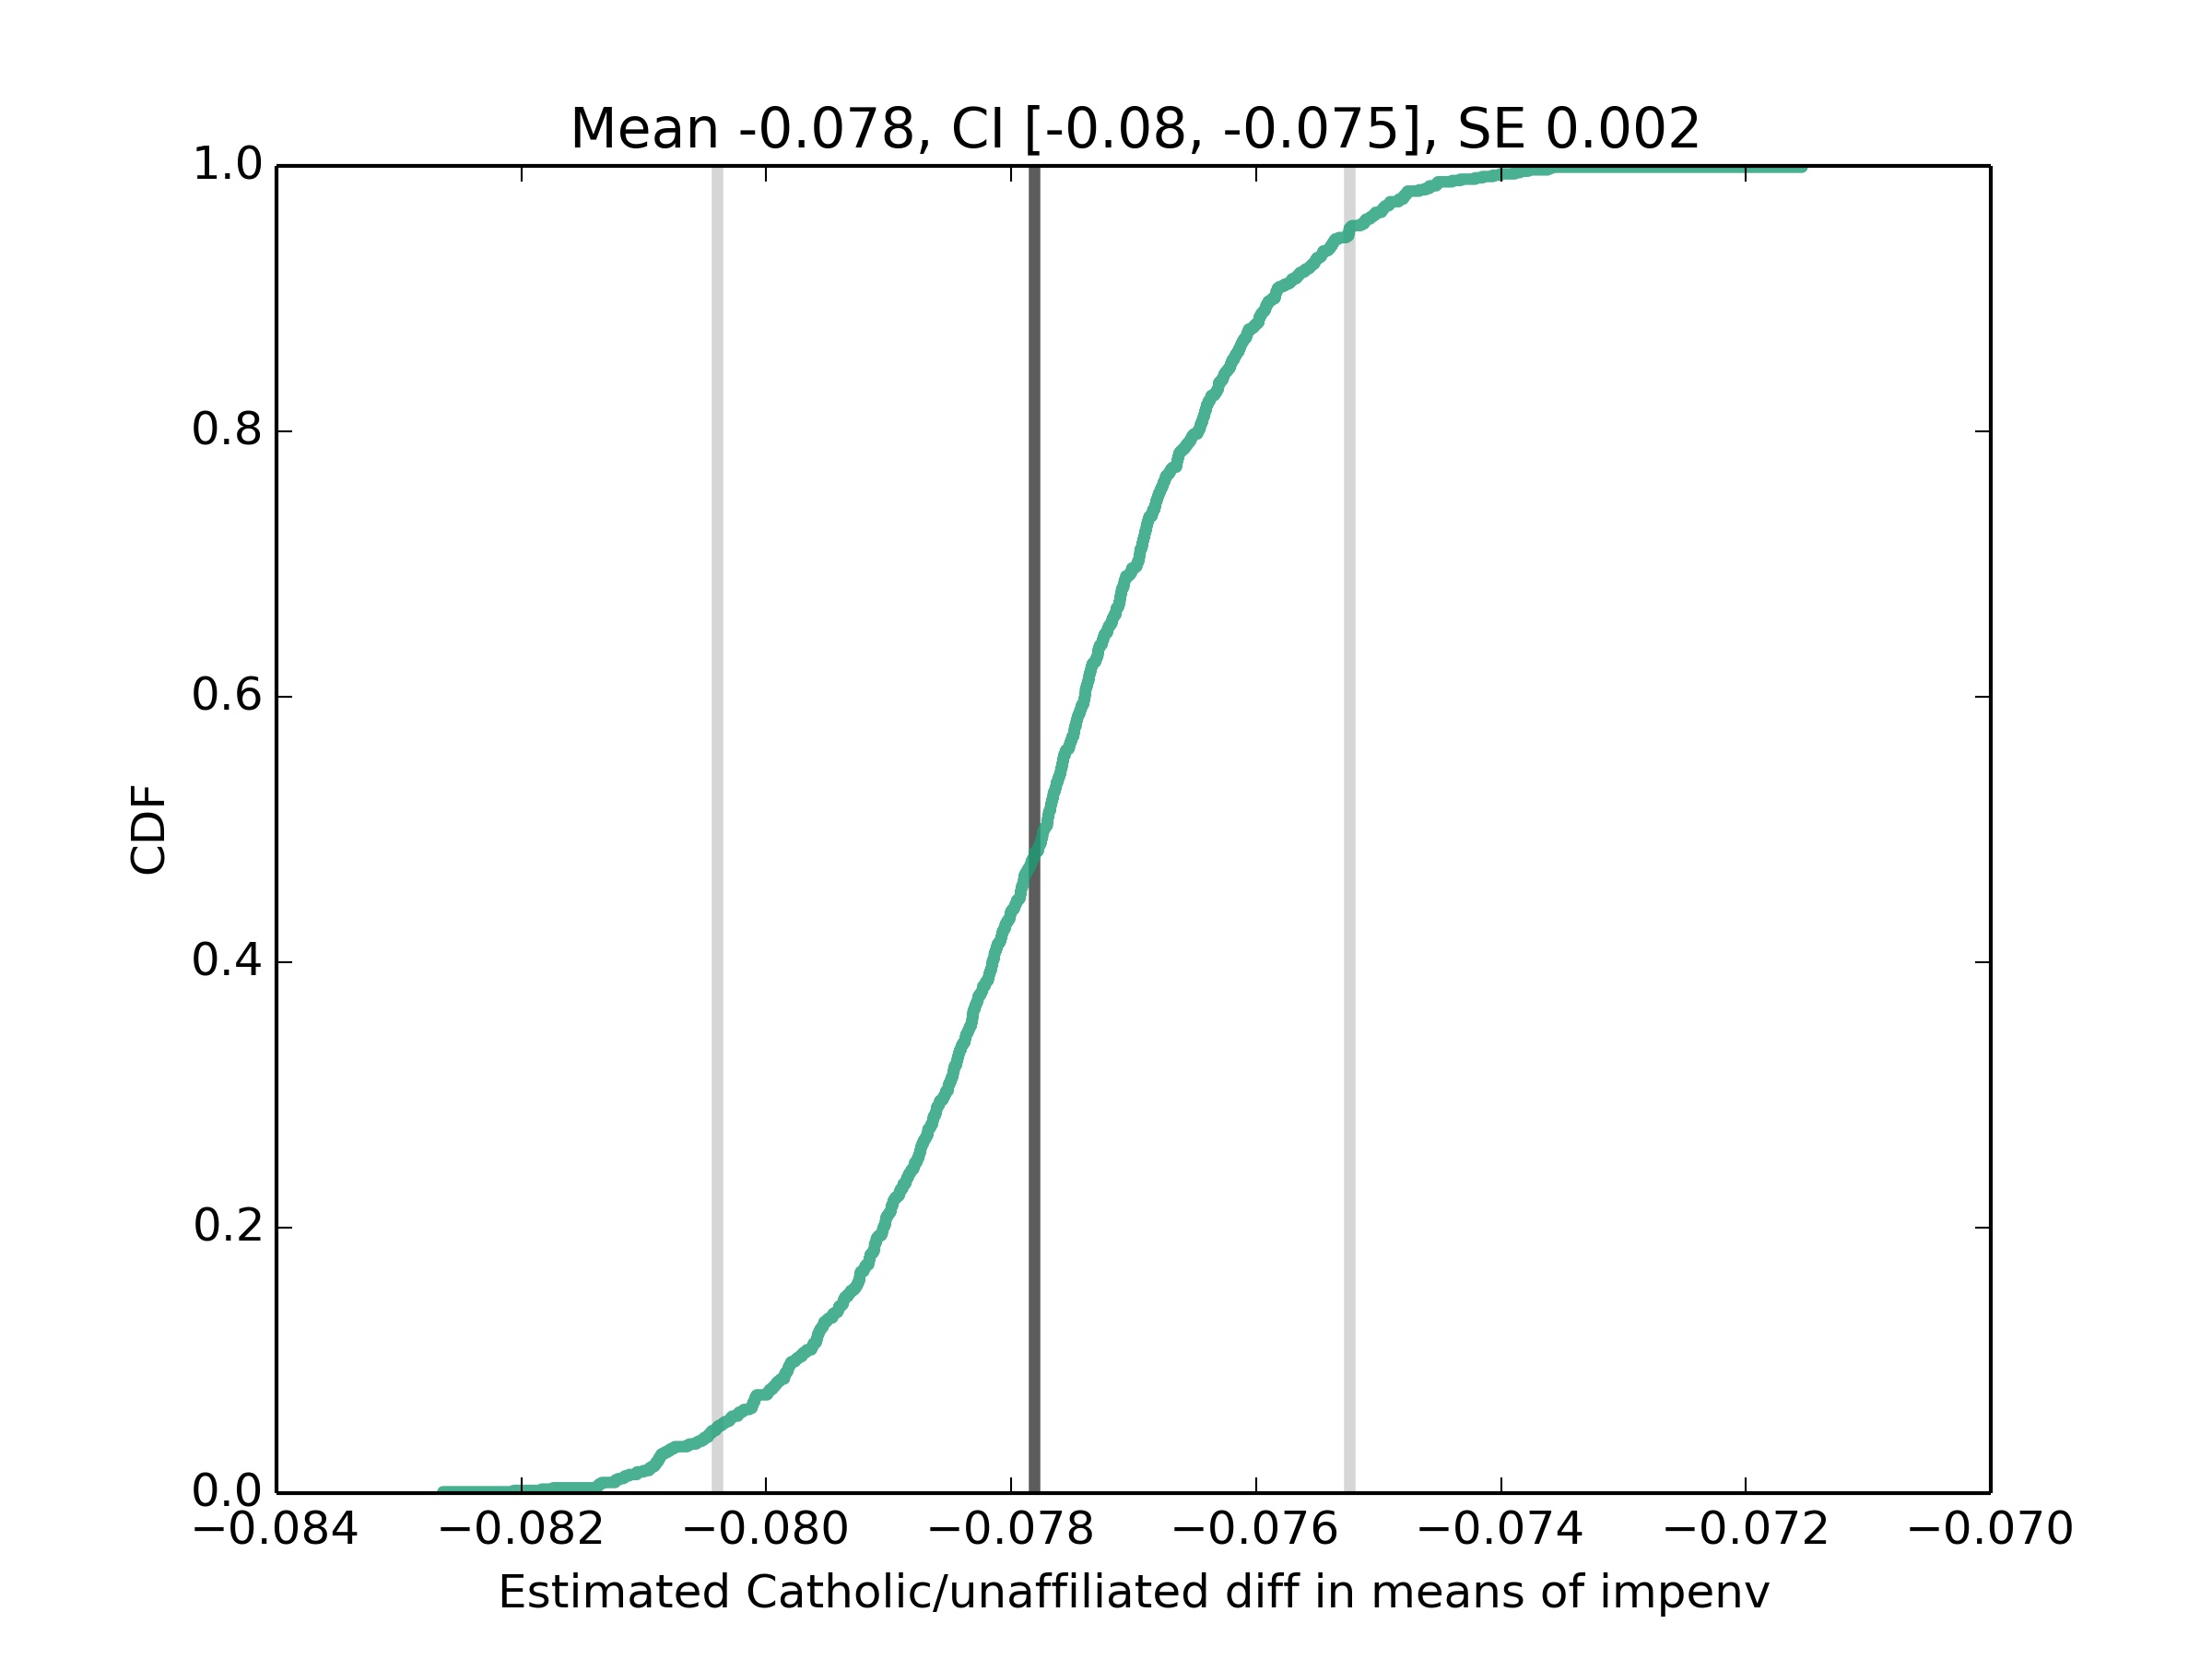 Mean -0.078, CI [-0.08, -0.075], SE 0.002
1.0
0.8
0.6
0.4
0.2
0.0
CDF
−0.084 −0.082 −0.080 −0.078 −0.076 −0.074 −0.072 −0.070
Estimated Catholic/unaffiliated diff in means of impenv